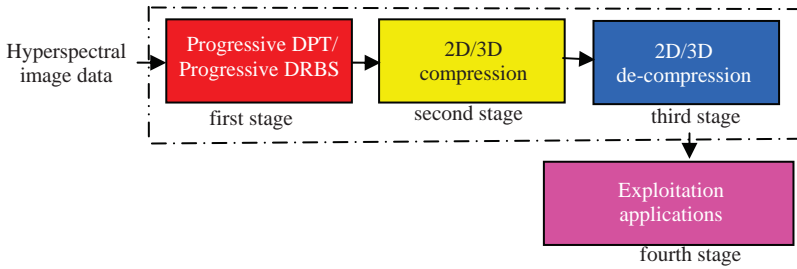 Hyperspectral
image data
Progressive DPT/
Progressive DRBS
first stage
2D/3D
compression
second stage
2D/3D
de-compression
third stage
Exploitation
applications
fourth stage